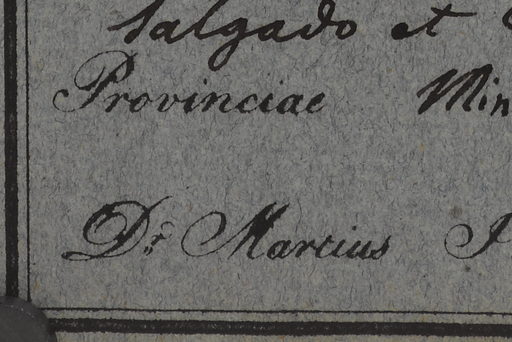 Salgado et
Provinciae Min
Dr. Martius